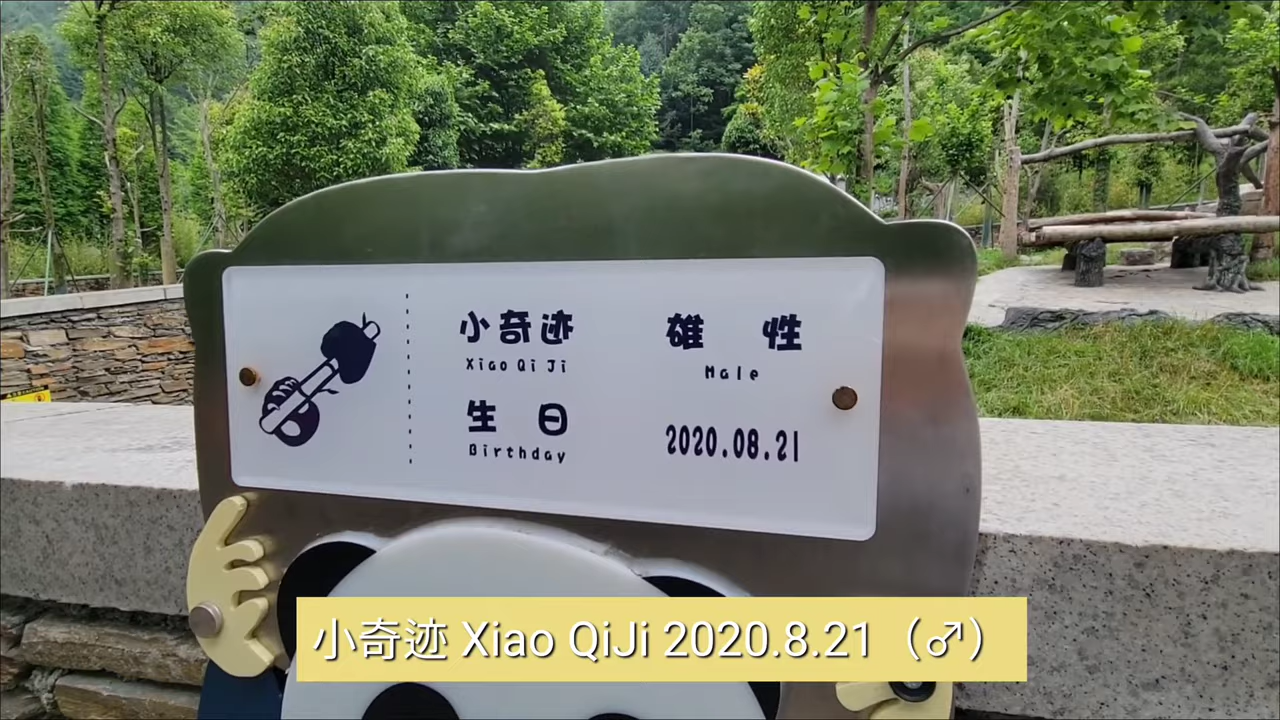 小奇迹 雄 性
Xiao Qi Ji Male
生 日 2020.08.21
Birthday
小奇迹 Xiao QiJi 2020.8.21（♂）